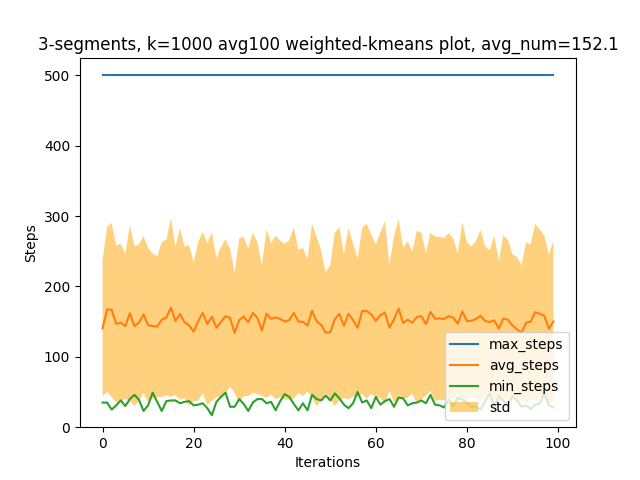 3-segments, k=1000 avg100 weighted-kmeans plot, avg_num=152.1
500
400
300
200
100
0
Steps
max_steps
avg_steps
min_steps
std
0 20 40 60 80 100
Iterations